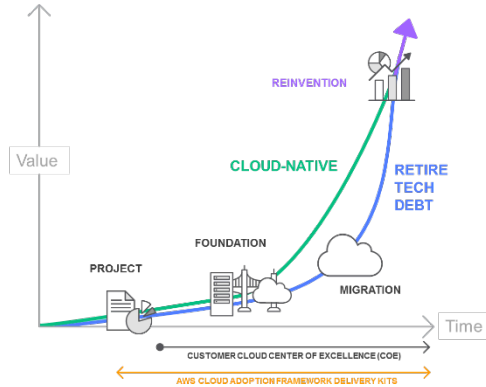 REINVENTION
Value
CLOUD-NATIVE
RETIRE
TECH
DEBT
FOUNDATION
PROJECT
MIGRATION
Time
CUSTOMER CLOUD CENTER OF EXCELLENCE (COE)
AWS CLOUD ADOPTION FRAMEWORK DELIVERY KITS